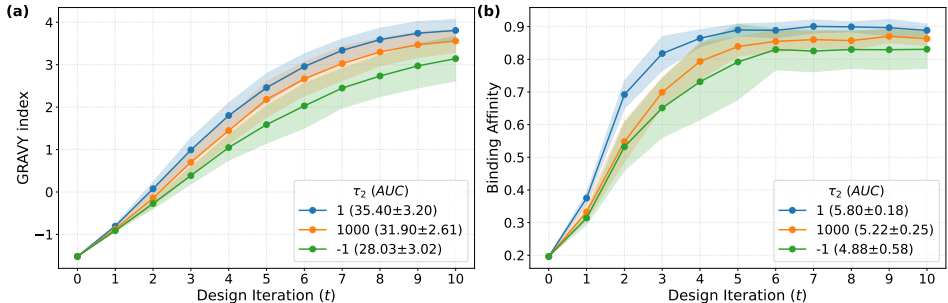 (a)
GRAVY index
4
3
2
1
0
−1
0 1 2 3 4 5 6 7 8 9 10
Design Iteration (t)
τ₂ (AUC)
1 (35.40±3.20)
1000 (31.90±2.61)
-1 (28.03±3.02)
(b)
Binding Affinity
0.9
0.8
0.7
0.6
0.5
0.4
0.3
0.2
0 1 2 3 4 5 6 7 8 9 10
Design Iteration (t)
τ₂ (AUC)
1 (5.80±0.18)
1000 (5.22±0.25)
-1 (4.88±0.58)